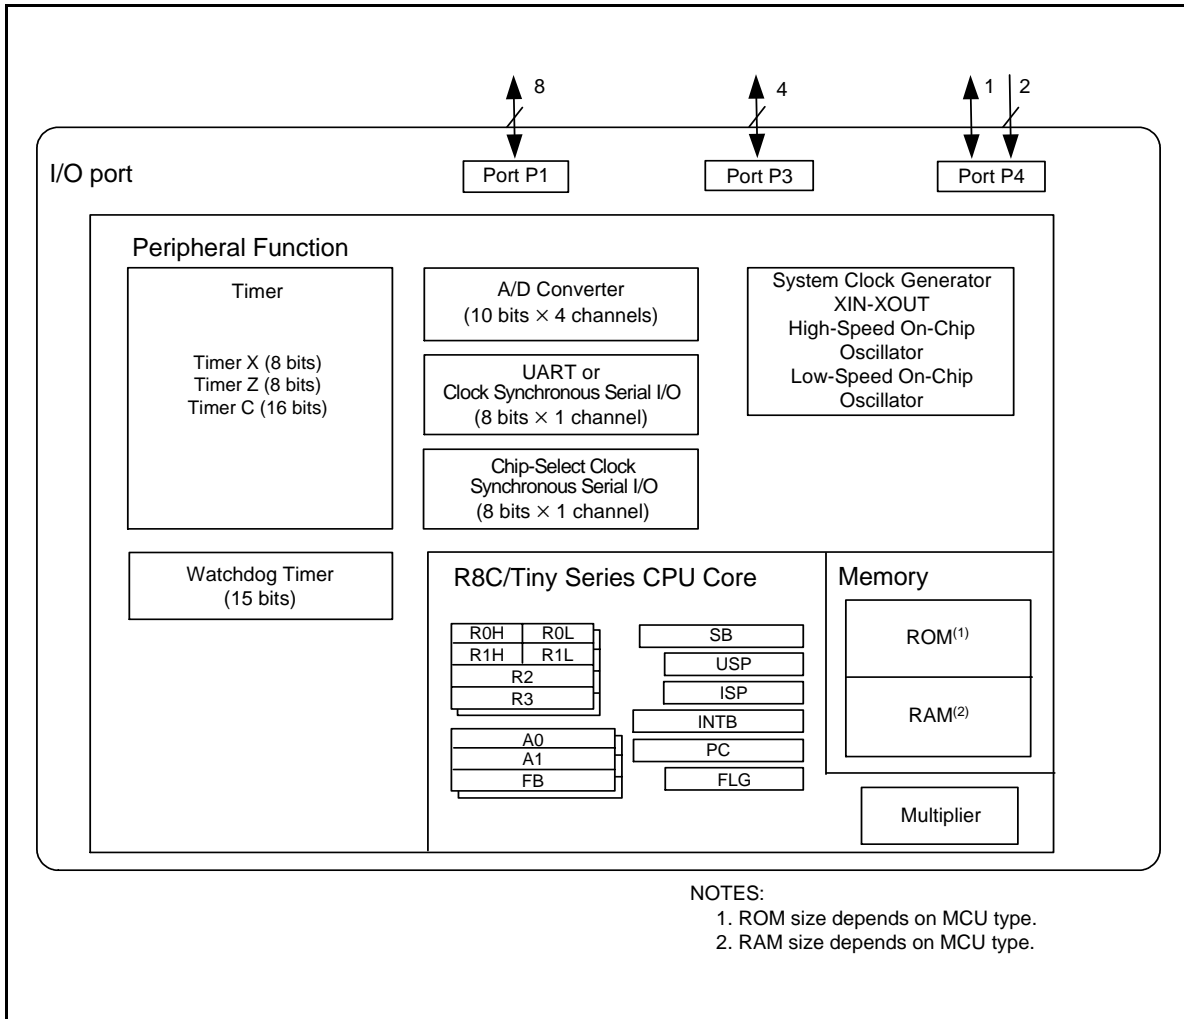 8
4
1
2
I/O port
Port P1
Port P3
Port P4
Peripheral Function
Timer
Timer X (8 bits)
Timer Z (8 bits)
Timer C (16 bits)
A/D Converter
(10 bits × 4 channels)
UART or
Clock Synchronous Serial I/O
(8 bits × 1 channel)
Chip-Select Clock
Synchronous Serial I/O
(8 bits × 1 channel)
System Clock Generator
XIN-XOUT
High-Speed On-Chip
Oscillator
Low-Speed On-Chip
Oscillator
Watchdog Timer
(15 bits)
R8C/Tiny Series CPU Core
R0H
R0L
R1H
R1L
R2
R3
A0
A1
FB
SB
USP
ISP
INTB
PC
FLG
Memory
ROM(1)
RAM(2)
Multiplier
NOTES:
1. ROM size depends on MCU type.
2. RAM size depends on MCU type.